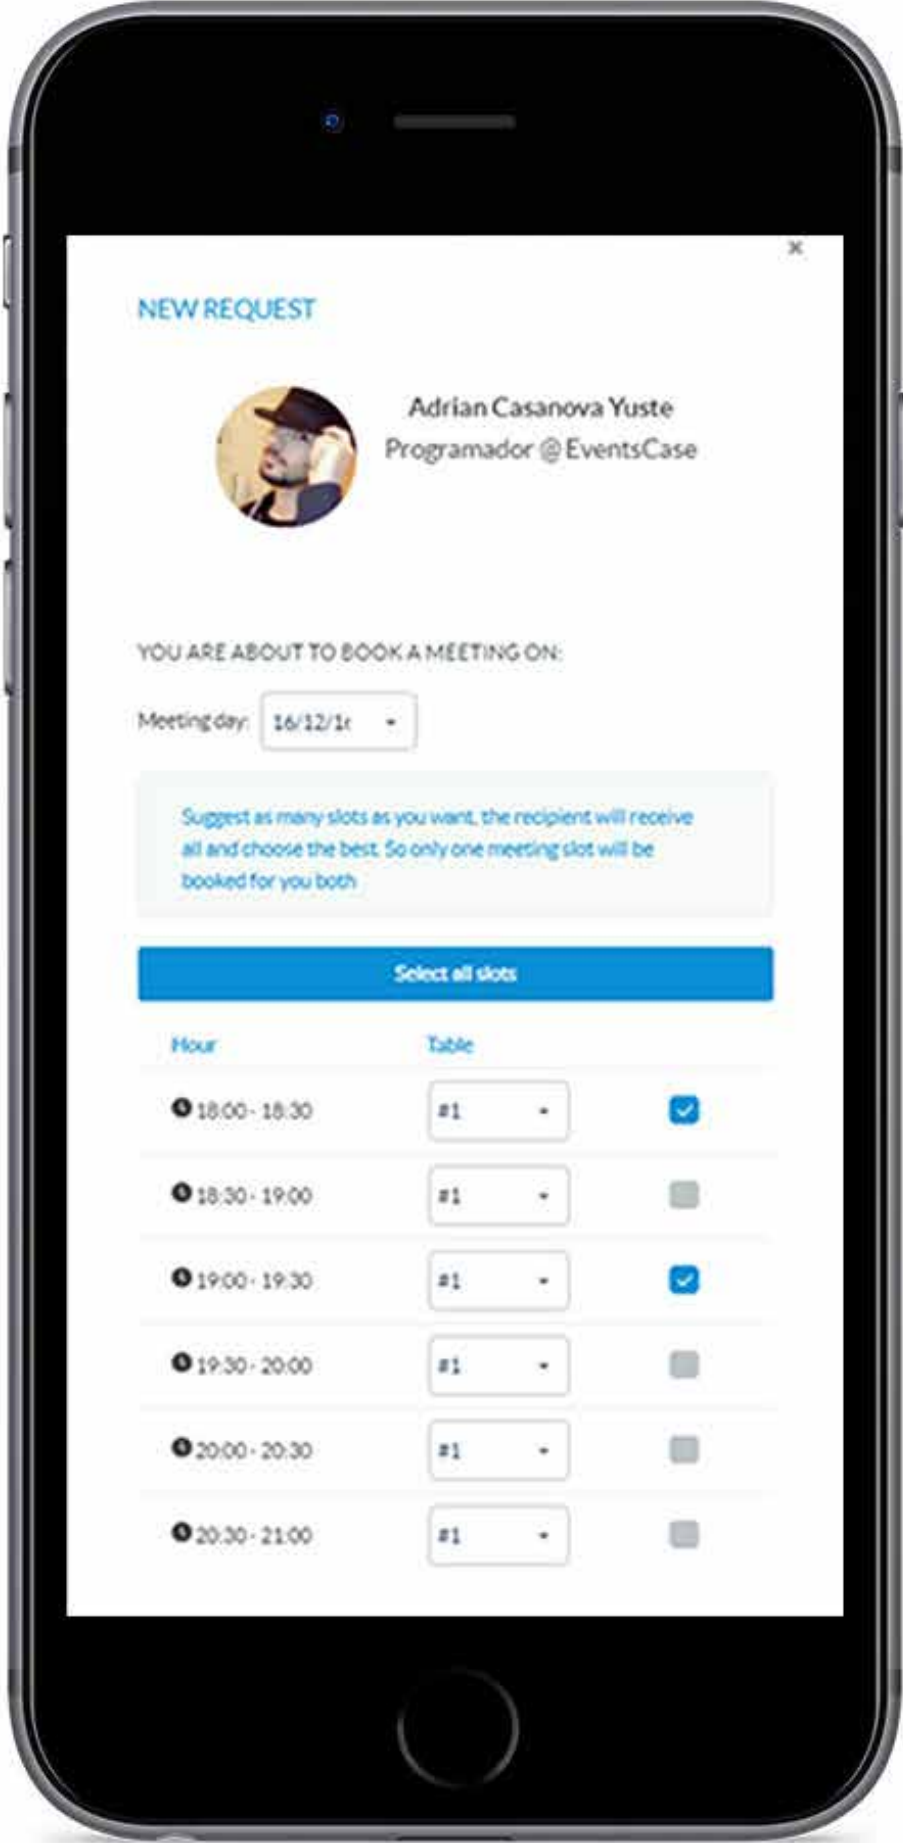 ×
NEW REQUEST
Adrian Casanova Yuste
Programador @ EventsCase
YOU ARE ABOUT TO BOOK A MEETING ON:
Meeting day: 16/12/1
Suggest as many slots as you want, the recipient will receive
all and choose the best. So only one meeting slot will be
booked for you both
Select all slots
Hour Table
18:00 - 18:30 #1
18:30 - 19:00 #1
19:00 - 19:30 #1
19:30 - 20:00 #1
20:00 - 20:30 #1
20:30 - 21:00 #1